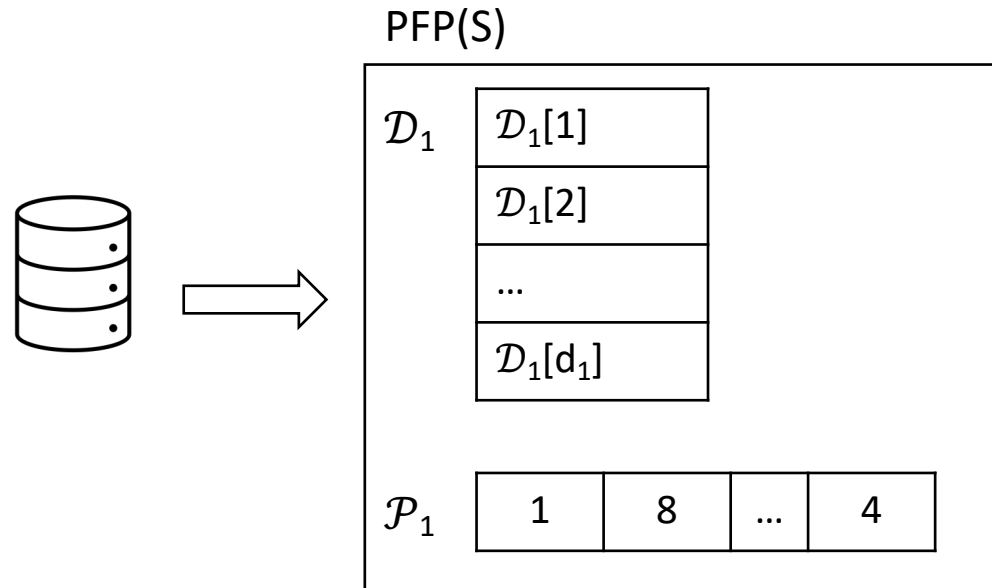 PFP(S)
𝒟₁
𝒟₁[1]
𝒟₁[2]
...
𝒟₁[d₁]
𝒫₁ 1 8 ... 4